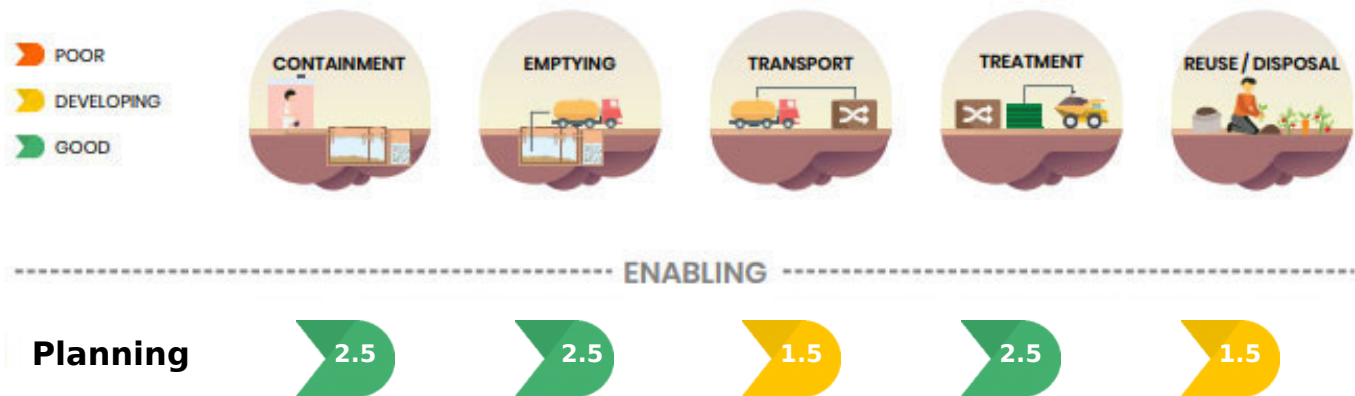 POOR
DEVELOPING
GOOD
CONTAINMENT
EMPTYING
TRANSPORT
TREATMENT
REUSE / DISPOSAL
ENABLING
Planning 2.5 2.5 1.5 2.5 1.5